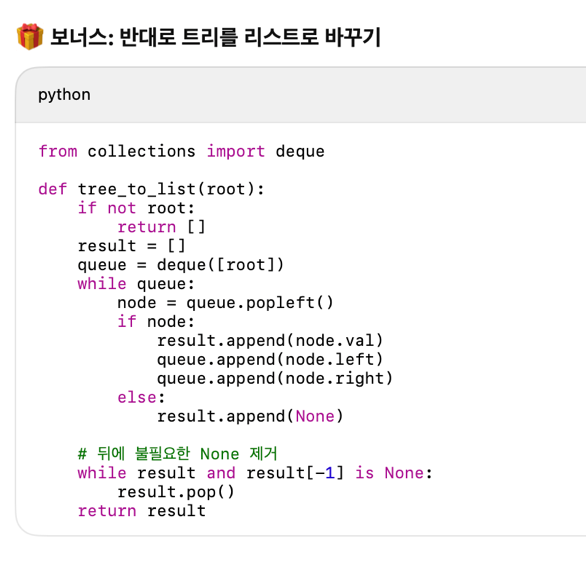 🎁 보너스: 반대로 트리를 리스트로 바꾸기
python
from collections import deque
def tree_to_list(root):
    if not root:
        return []
    result = []
    queue = deque([root])
    while queue:
        node = queue.popleft()
        if node:
            result.append(node.val)
            queue.append(node.left)
            queue.append(node.right)
        else:
            result.append(None)
    # 뒤에 불필요한 None 제거
    while result and result[-1] is None:
        result.pop()
    return result